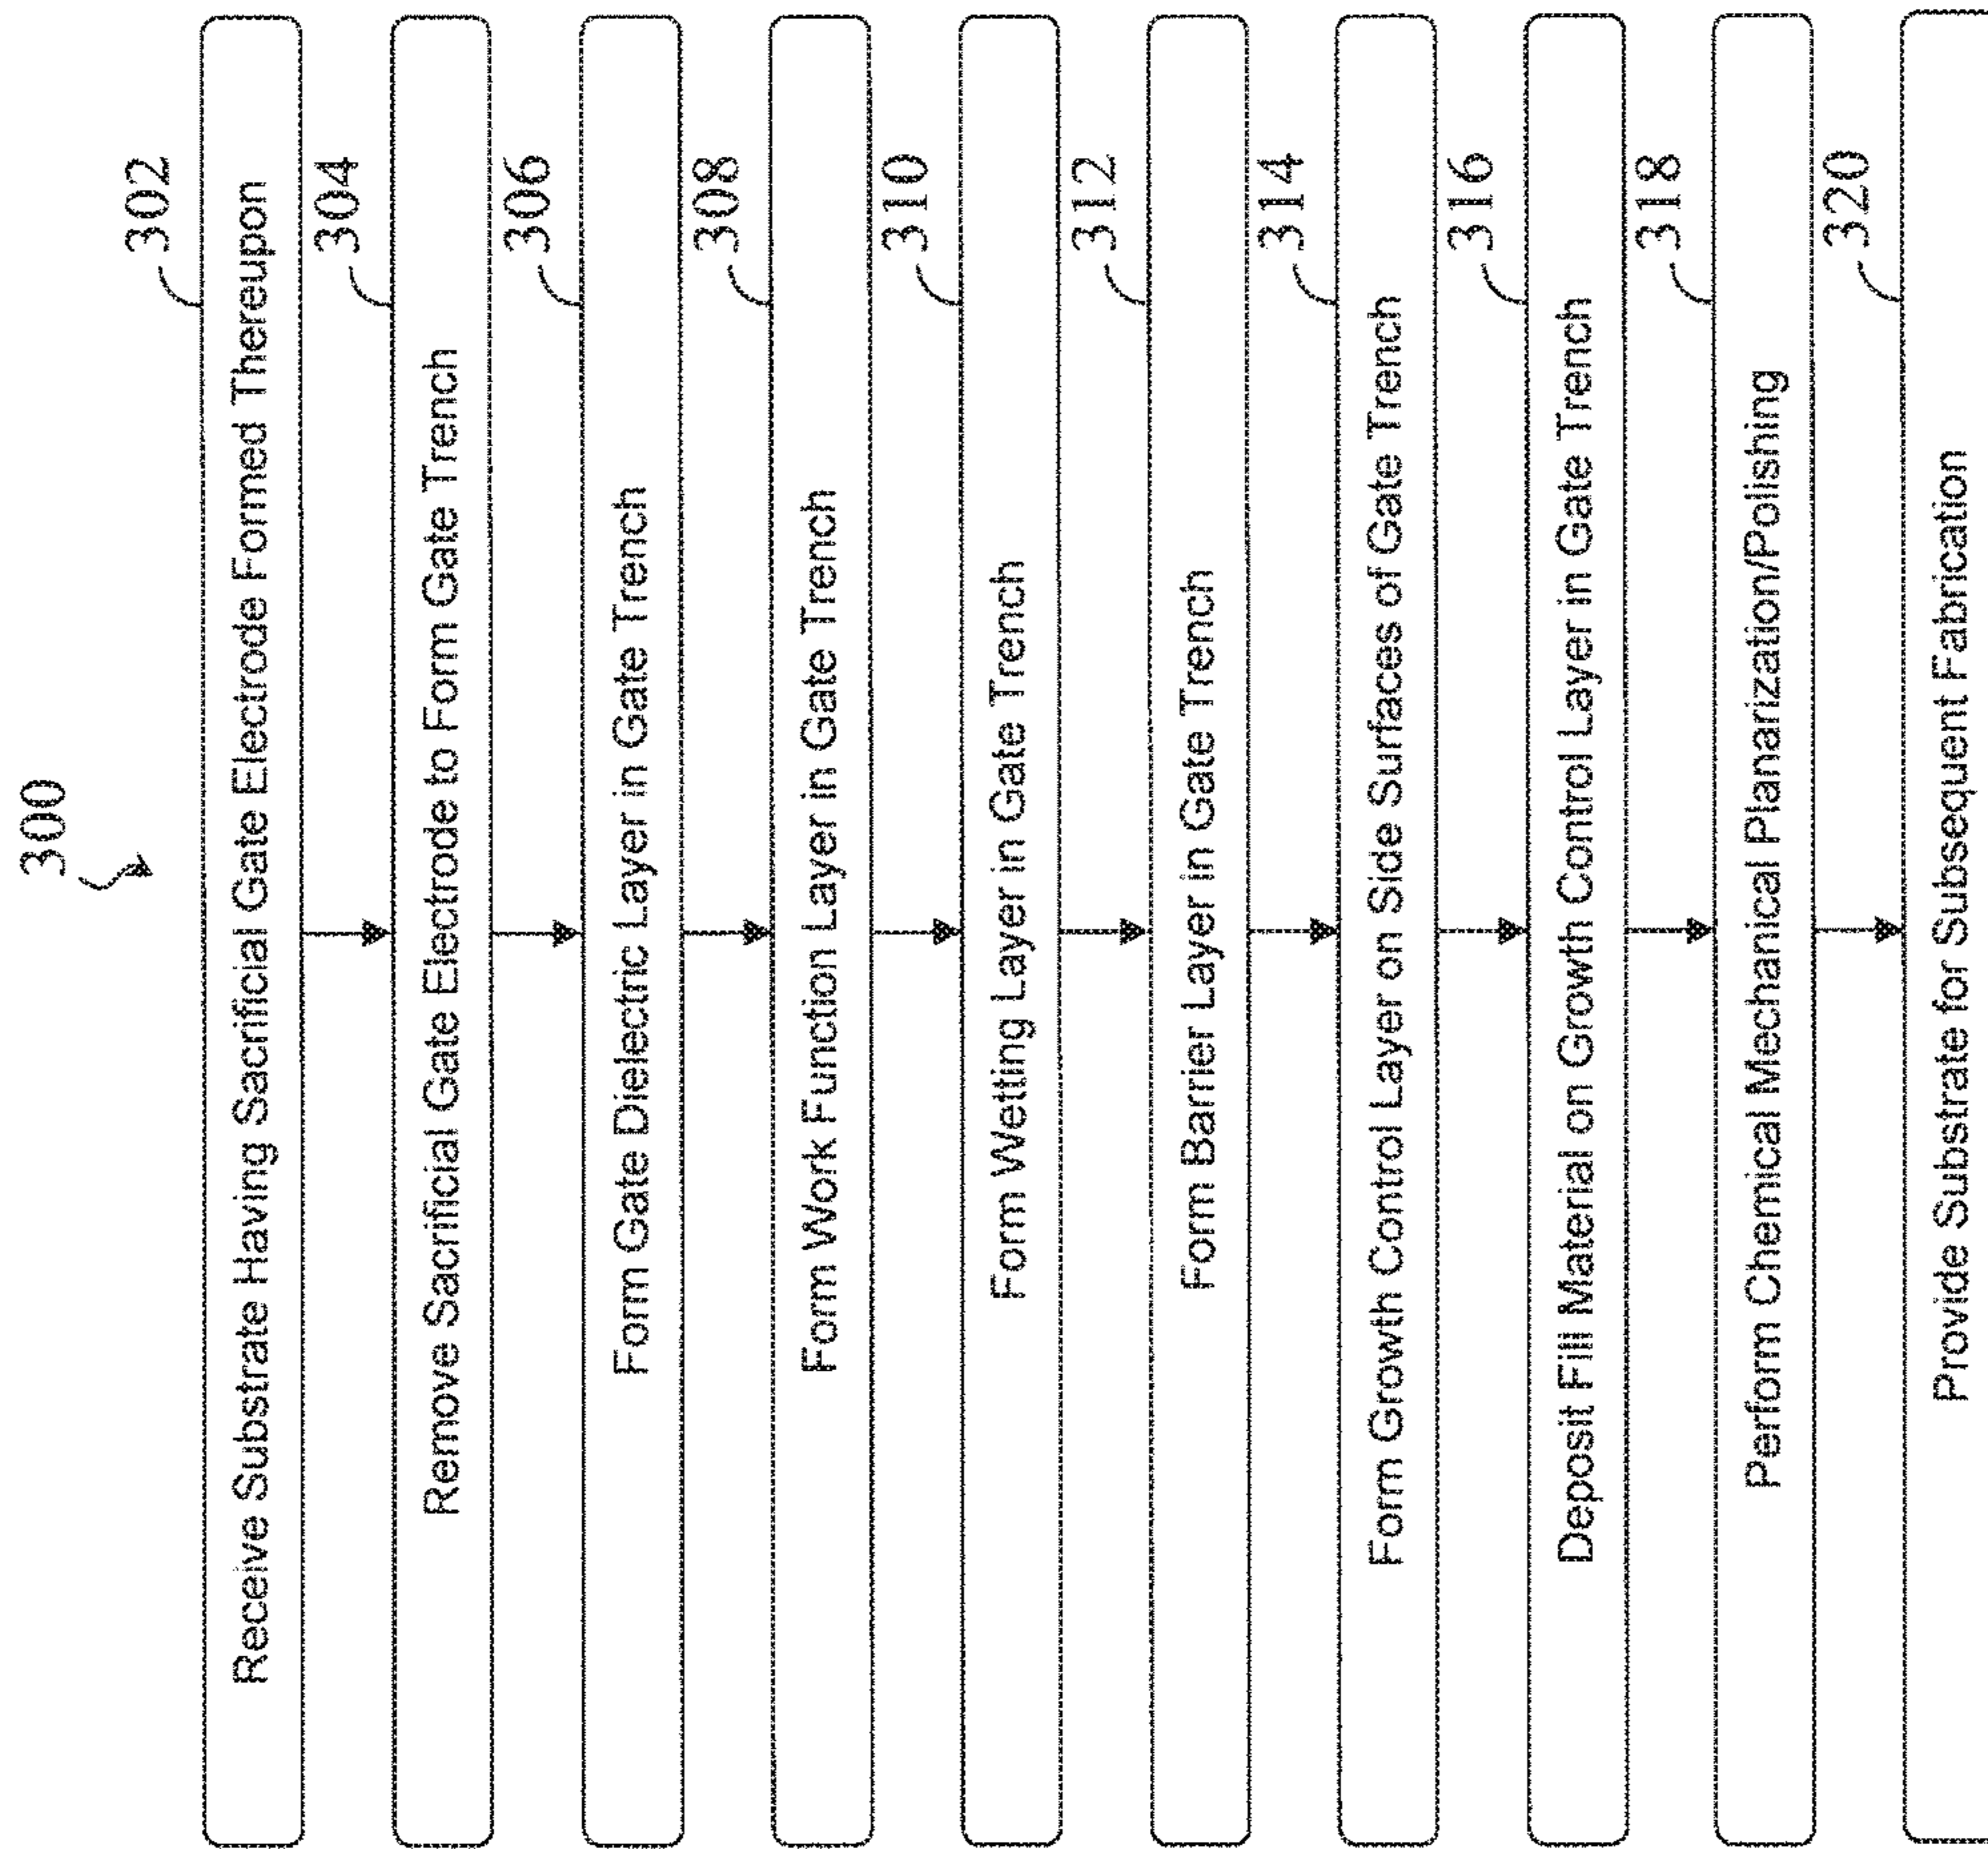 300
302
Receive Substrate Having Sacrificial Gate Electrode Formed Thereupon
304
Remove Sacrificial Gate Electrode to Form Gate Trench
306
Form Gate Dielectric Layer in Gate Trench
308
Form Work Function Layer in Gate Trench
310
Form Wetting Layer in Gate Trench
312
Form Barrier Layer in Gate Trench
314
Form Growth Control Layer on Side Surfaces of Gate Trench
316
Deposit Fill Material on Growth Control Layer in Gate Trench
318
Perform Chemical Mechanical Planarization/Polishing
320
Provide Substrate for Subsequent Fabrication